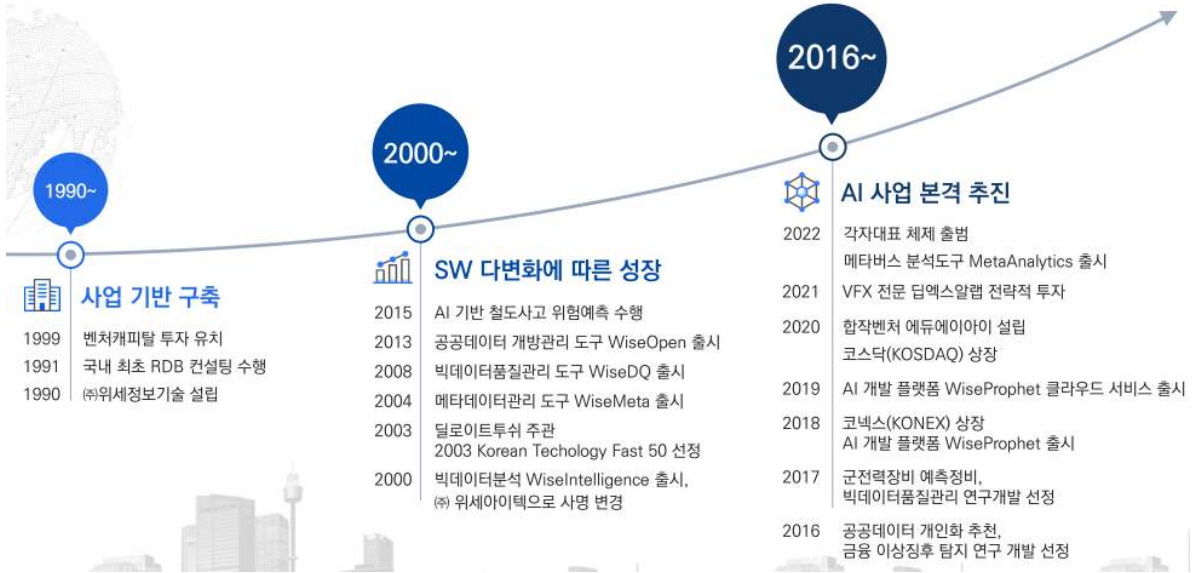 1990~
사업 기반 구축
1999 벤처캐피탈 투자 유치
1991 국내 최초 RDB 컨설팅 수행
1990 ㈜위세정보기술 설립
2000~
SW 다변화에 따른 성장
2015 AI 기반 철도사고 위험예측 수행
2013 공공데이터 개방관리 도구 WiseOpen 출시
2008 빅데이터품질관리 도구 WiseDQ 출시
2004 메타데이터관리 도구 WiseMeta 출시
2003 딜로이트투쉬 주관
2003 Korean Techology Fast 50 선정
2000 빅데이터분석 WiseIntelligence 출시,
㈜ 위세아이텍으로 사명 변경
2016~
AI 사업 본격 추진
2022 각자대표 체제 출범
메타버스 분석도구 MetaAnalytics 출시
2021 VFX 전문 딥엑스알랩 전략적 투자
2020 합작벤처 에듀에이아이 설립
코스닥(KOSDAQ) 상장
2019 AI 개발 플랫폼 WiseProphet 클라우드 서비스 출시
2018 코넥스(KONEX) 상장
AI 개발 플랫폼 WiseProphet 출시
2017 군전력장비 예측정비,
빅데이터품질관리 연구개발 선정
2016 공공데이터 개인화 추천,
금융 이상징후 탐지 연구 개발 선정